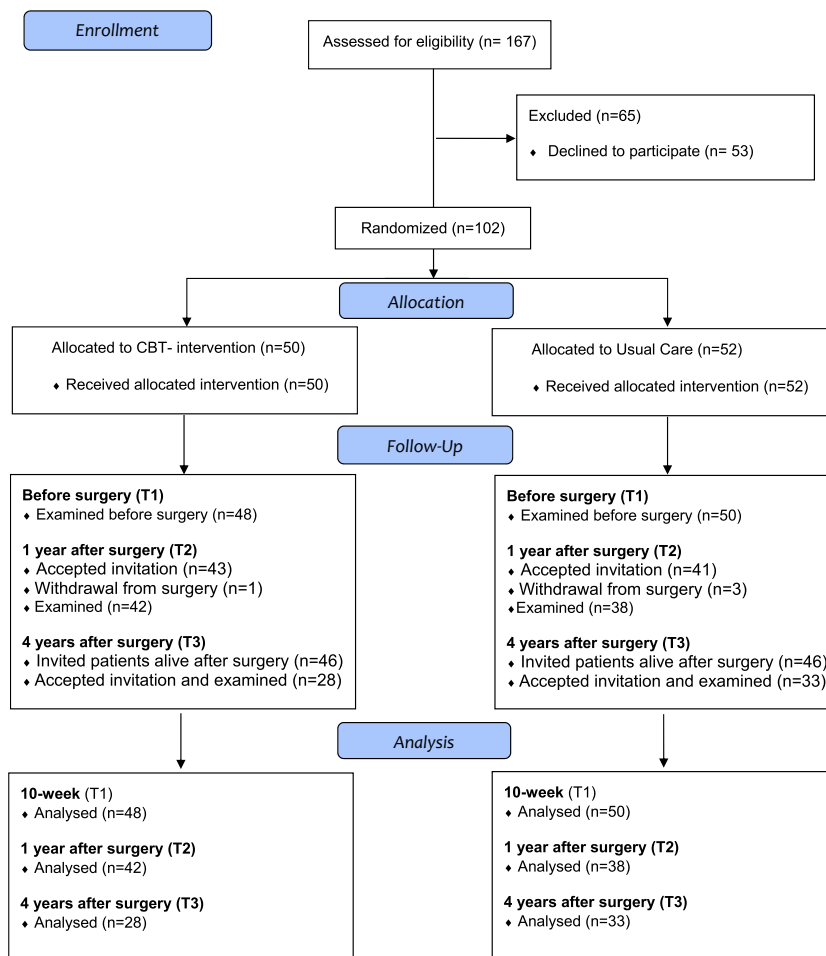 Enrollment
Assessed for eligibility (n= 167)
Excluded (n=65)
♦ Declined to participate (n= 53)
Randomized (n=102)
Allocation
Allocated to CBT- intervention (n=50)
♦ Received allocated intervention (n=50)
Allocated to Usual Care (n=52)
♦ Received allocated intervention (n=52)
Follow-Up
Before surgery (T1)
♦ Examined before surgery (n=48)
1 year after surgery (T2)
♦ Accepted invitation (n=43)
♦ Withdrawal from surgery (n=1)
♦ Examined (n=42)
4 years after surgery (T3)
♦ Invited patients alive after surgery (n=46)
♦ Accepted invitation and examined (n=28)
Before surgery (T1)
♦ Examined before surgery (n=50)
1 year after surgery (T2)
♦ Accepted invitation (n=41)
♦ Withdrawal from surgery (n=3)
♦Examined (n=38)
4 years after surgery (T3)
♦ Invited patients alive after surgery (n=46)
♦ Accepted invitation and examined (n=33)
Analysis
10-week (T1)
♦ Analysed (n=48)
1 year after surgery (T2)
♦ Analysed (n=42)
4 years after surgery (T3)
♦ Analysed (n=28)
10-week (T1)
♦ Analysed (n=50)
1 year after surgery (T2)
♦ Analysed (n=38)
4 years after surgery (T3)
♦ Analysed (n=33)